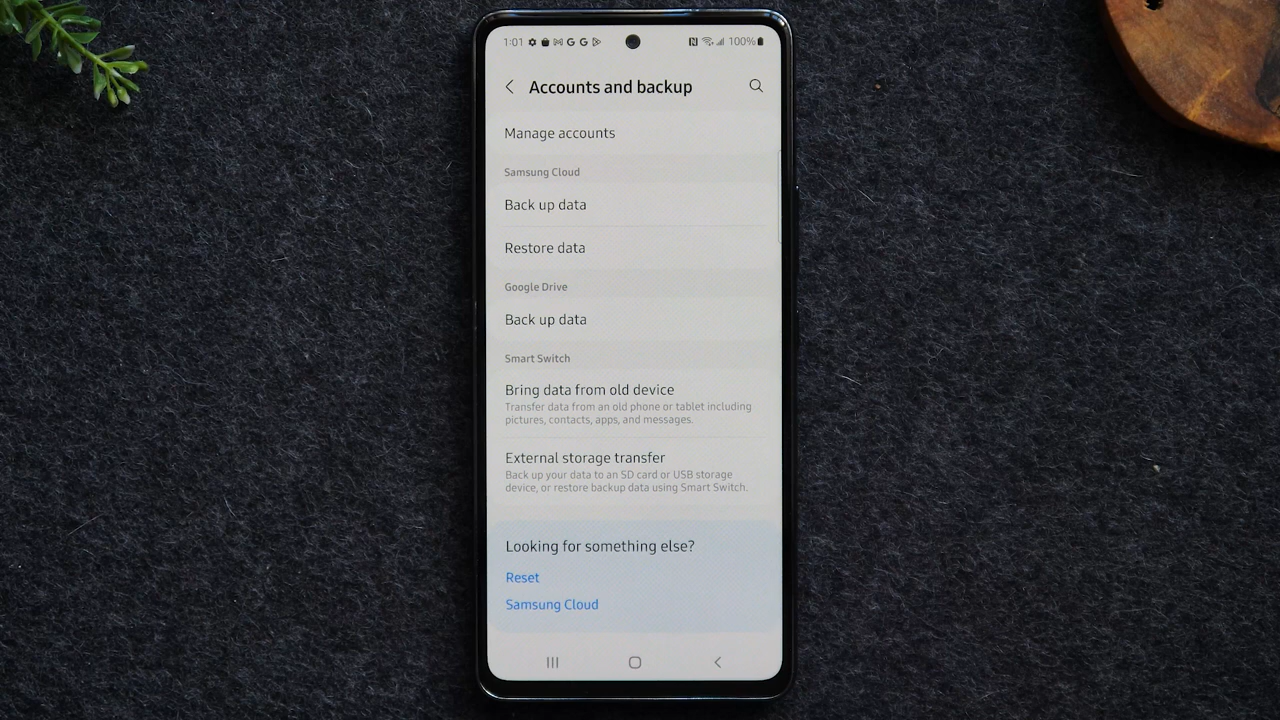 1:01
100%
Accounts and backup
Manage accounts
Samsung Cloud
Back up data
Restore data
Google Drive
Back up data
Smart Switch
Bring data from old device
Transfer data from an old phone or tablet including
pictures, contacts, apps, and messages.
External storage transfer
Back up your data to an SD card or USB storage
device, or restore backup data using Smart Switch.
Looking for something else?
Reset
Samsung Cloud